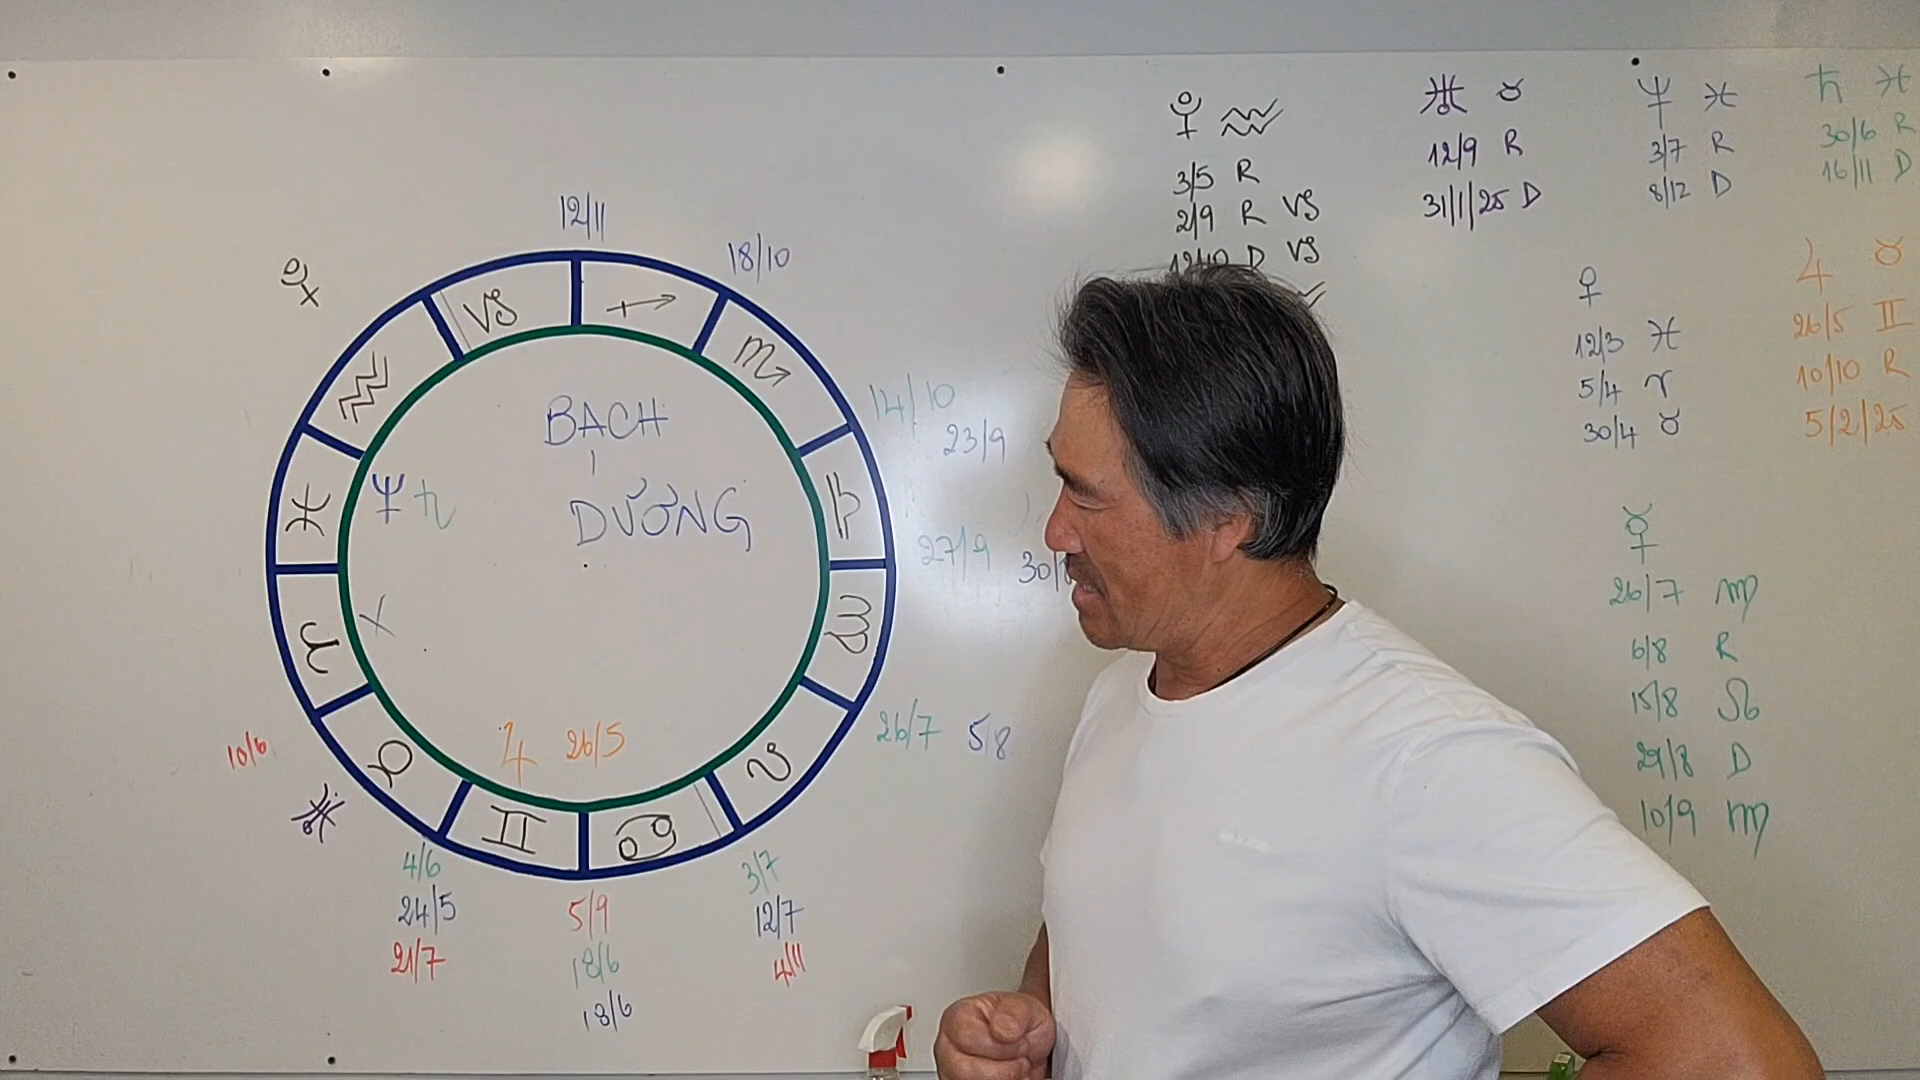 12/11
18/10
BẠCH
DƯƠNG
14/10
23/9
27/9
26/7 5/8
10/6
♃ 26/5
4/6
24/5
21/7
5/9
18/6
18/6
3/7
12/7
4/11
♑ ♐ ♏ ♎ ♍ ♌ ♋ ♊ ♉ ♈ ♓ ♒
♆ ♄
♒
3/5 R
2/9 R ♑
12/10 D ♑
♅ ♉
12/9 R
31/1/25 D
♆ ♓
3/7 R
8/12 D
♄ ♓
30/6 R
16/11 D
♀
12/3 ♓
5/4 ♈
30/4 ♉
♃ ♉
26/5 ♊
10/10 R
5/2/25
☿
26/7 ♍
6/8 R
15/8 ♌
29/8 D
10/9 ♍